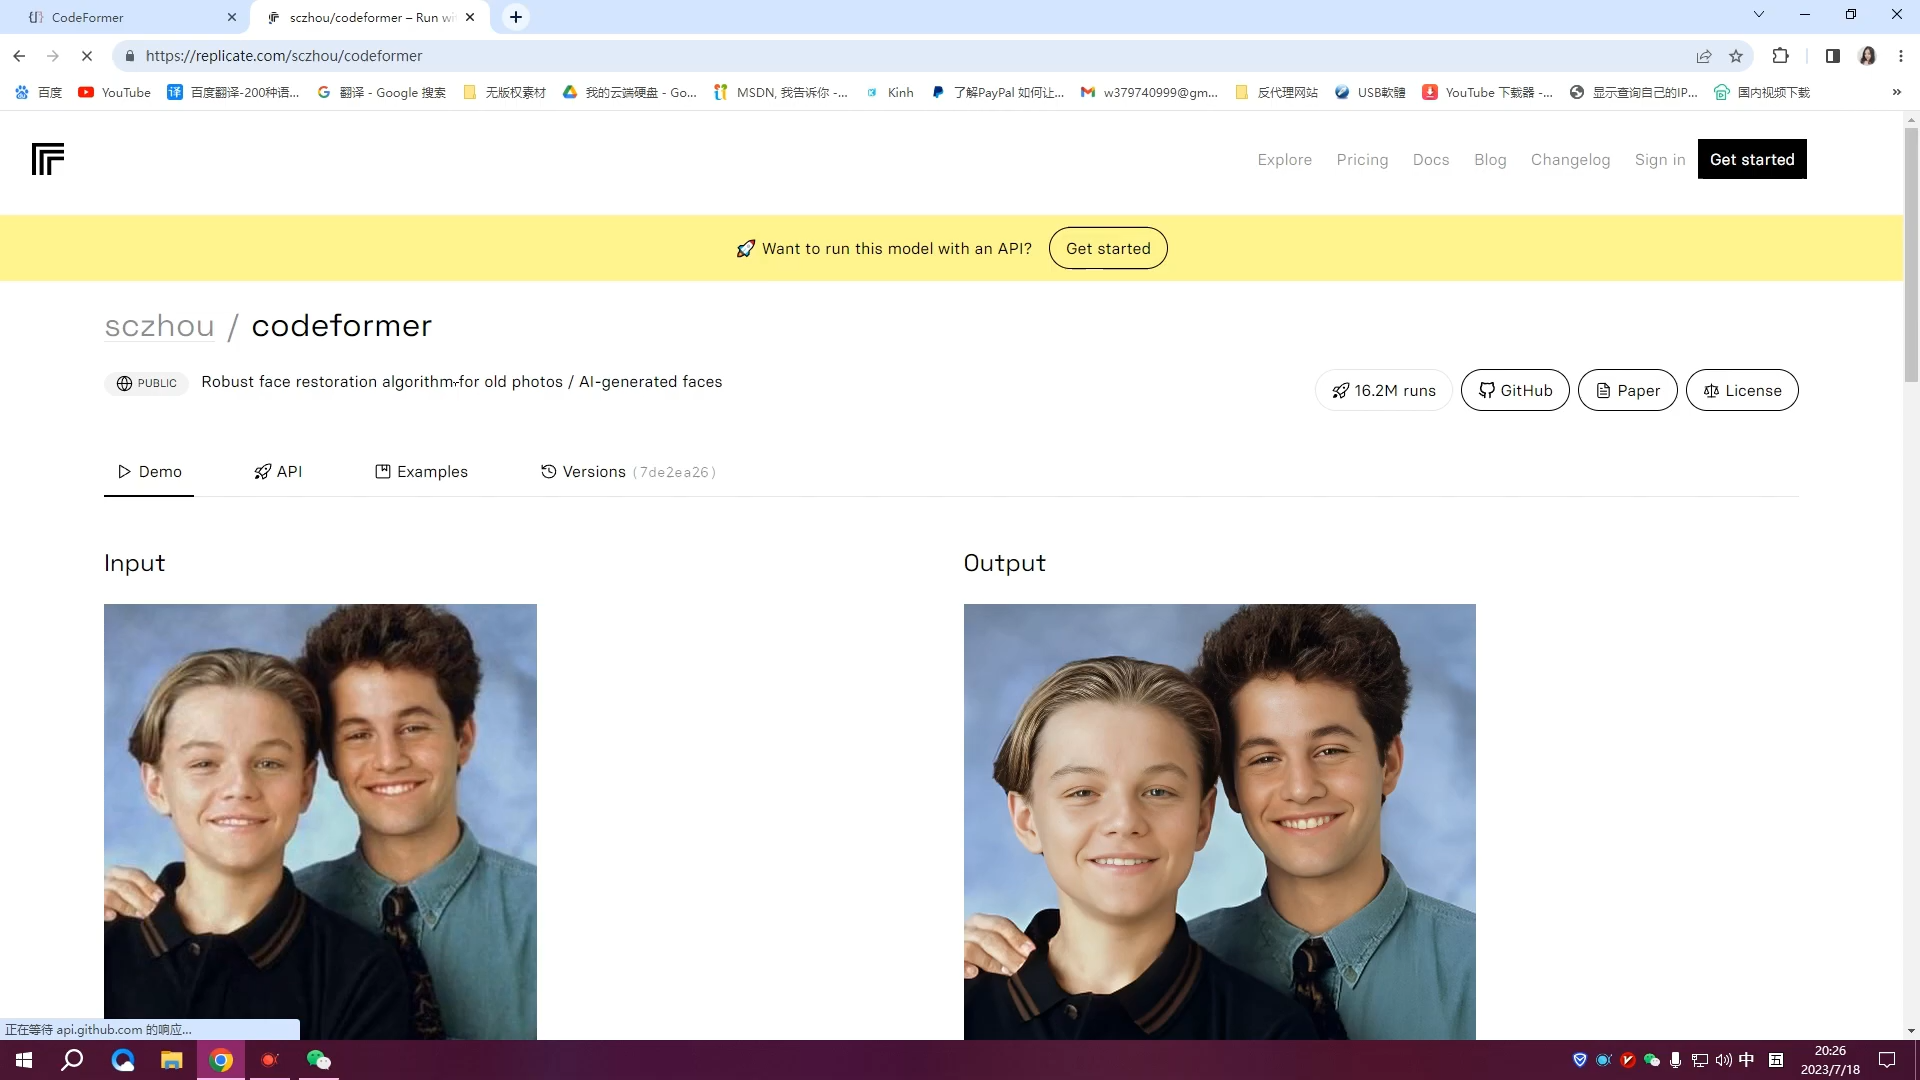 CodeFormer
sczhou/codeformer – Run wi
https://replicate.com/sczhou/codeformer
百度
YouTube
百度翻译-200种语...
翻译 - Google 搜索
无版权素材
我的云端硬盘 - Go...
MSDN, 我告诉你 -...
Kinh
了解PayPal 如何让...
w379740999@gm...
反代理网站
USB軟體
YouTube 下载器 -...
显示查询自己的IP...
国内视频下载
»
Explore
Pricing
Docs
Blog
Changelog
Sign in
Get started
Want to run this model with an API?
Get started
sczhou / codeformer
PUBLIC
Robust face restoration algorithm for old photos / AI-generated faces
16.2M runs
GitHub
Paper
License
Demo
API
Examples
Versions (7de2ea26)
Input
Output
正在等待 api.github.com 的响应...
中
五
20:26
2023/7/18